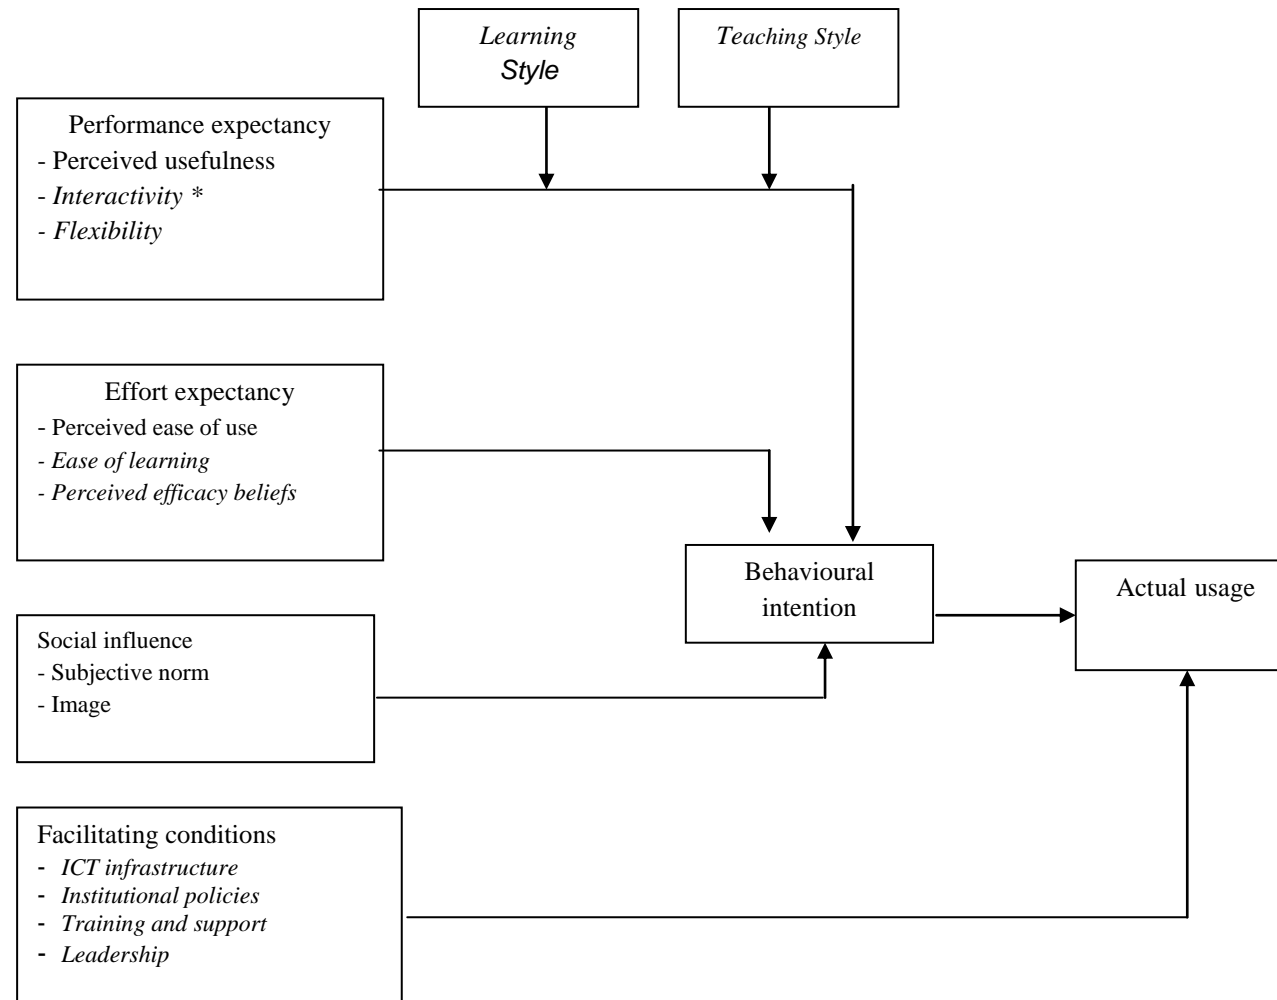 Learning
Style
Teaching Style
Performance expectancy
- Perceived usefulness
- Interactivity *
- Flexibility
Effort expectancy
- Perceived ease of use
- Ease of learning
- Perceived efficacy beliefs
Behavioural
intention
Actual usage
Social influence
- Subjective norm
- Image
Facilitating conditions
- ICT infrastructure
- Institutional policies
- Training and support
- Leadership